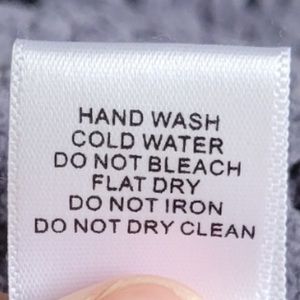 HAND WASH
COLD WATER
DO NOT BLEACH
FLAT DRY
DO NOT IRON
DO NOT DRY CLEAN